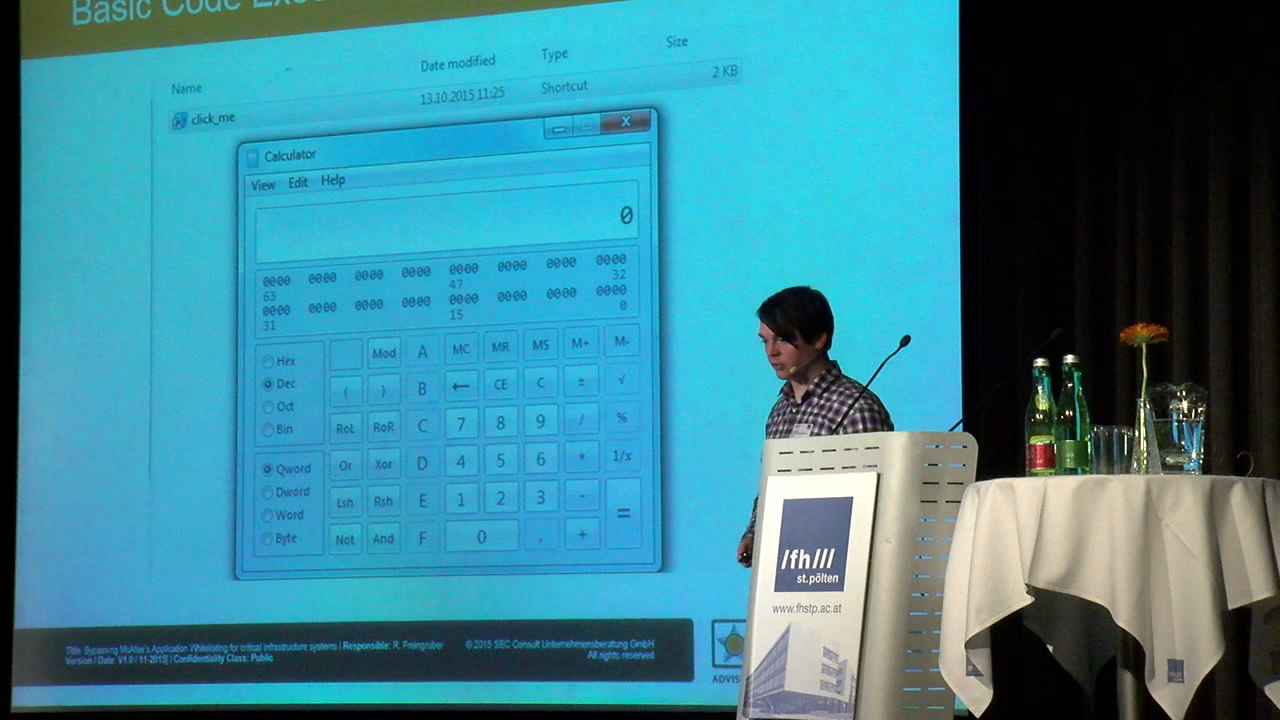 Basic Code Exec
Name Date modified Type Size
click_me 13.10.2015 11:25 Shortcut 2 KB
Calculator X
View Edit Help
0
0000 0000 0000 0000 0000 0000 0000 0000
63 47 32
0000 0000 0000 0000 0000 0000 0000 0000
31 15 0
Hex Mod A MC MR MS M+ M-
Dec ( ) B ← CE C ± √
Oct RoL RoR C 7 8 9 / %
Bin
Qword Or Xor D 4 5 6 * 1/x
Dword Lsh Rsh E 1 2 3 - =
Word
Byte Not And F 0 , +
Title: Bypassing McAfee's Application Whitelisting for critical infrastructure systems | Responsible: R. Freingruber
Version / Date: V1.0 / 11-2015| | Confidentiality Class: Public
© 2015 SEC Consult Unternehmensberatung GmbH
All rights reserved
ADVIS
/fh///
st.pölten
www.fhstp.ac.at